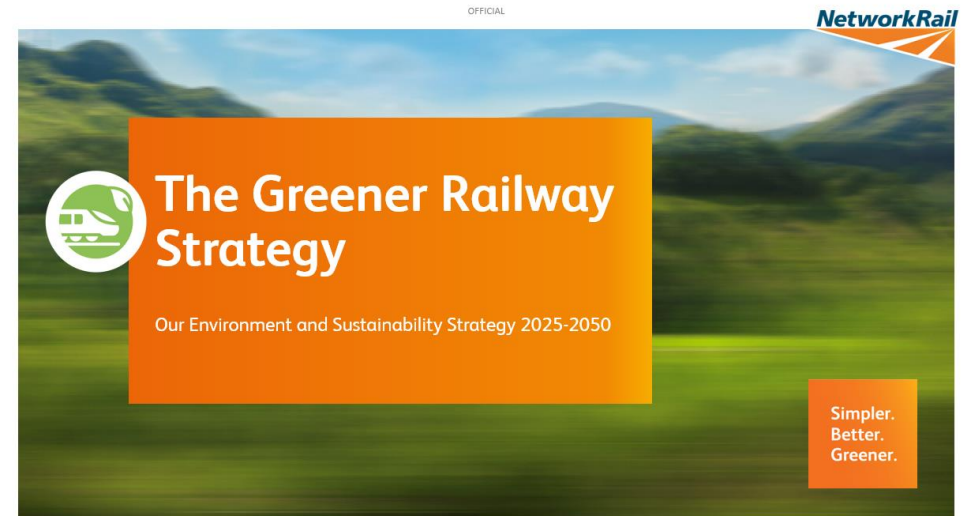 OFFICIAL
NetworkRail
The Greener Railway
Strategy
Our Environment and Sustainability Strategy 2025-2050
Simpler.
Better.
Greener.